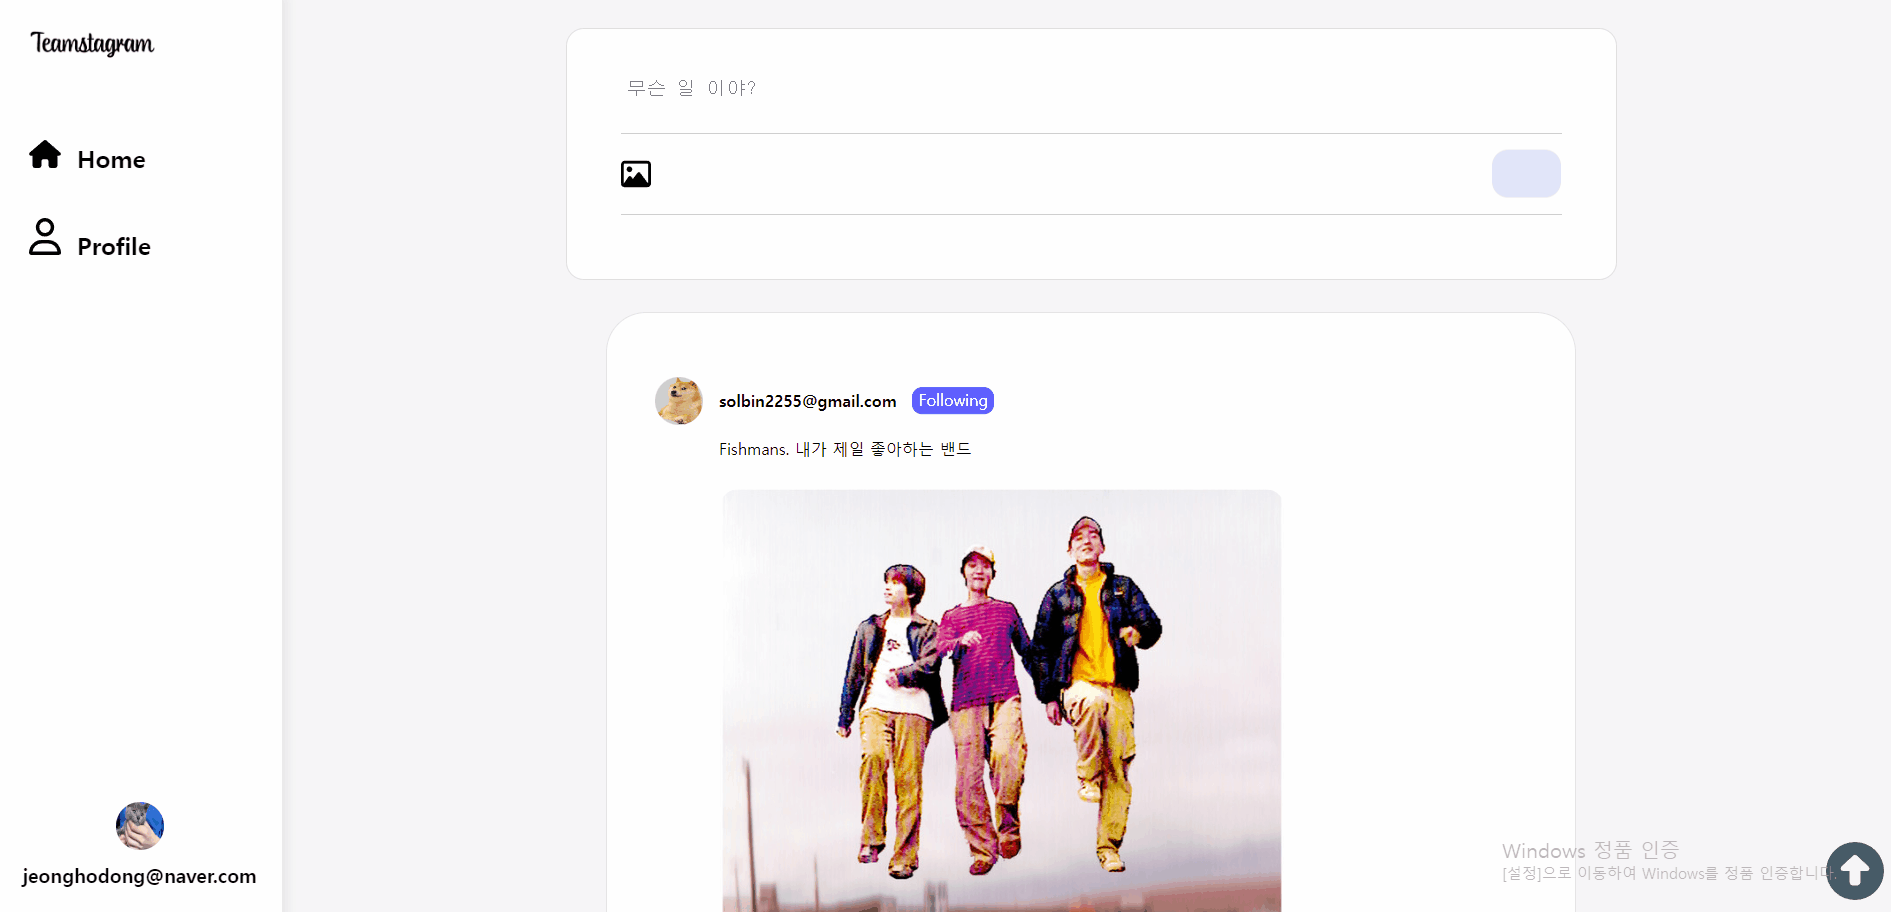 Teamstagram
Home
Profile
jeonghodong@naver.com
무슨 일 이야?
solbin2255@gmail.com Following
Fishmans. 내가 제일 좋아하는 밴드
Windows 정품 인증
[설정]으로 이동하여 Windows를 정품 인증합니다.